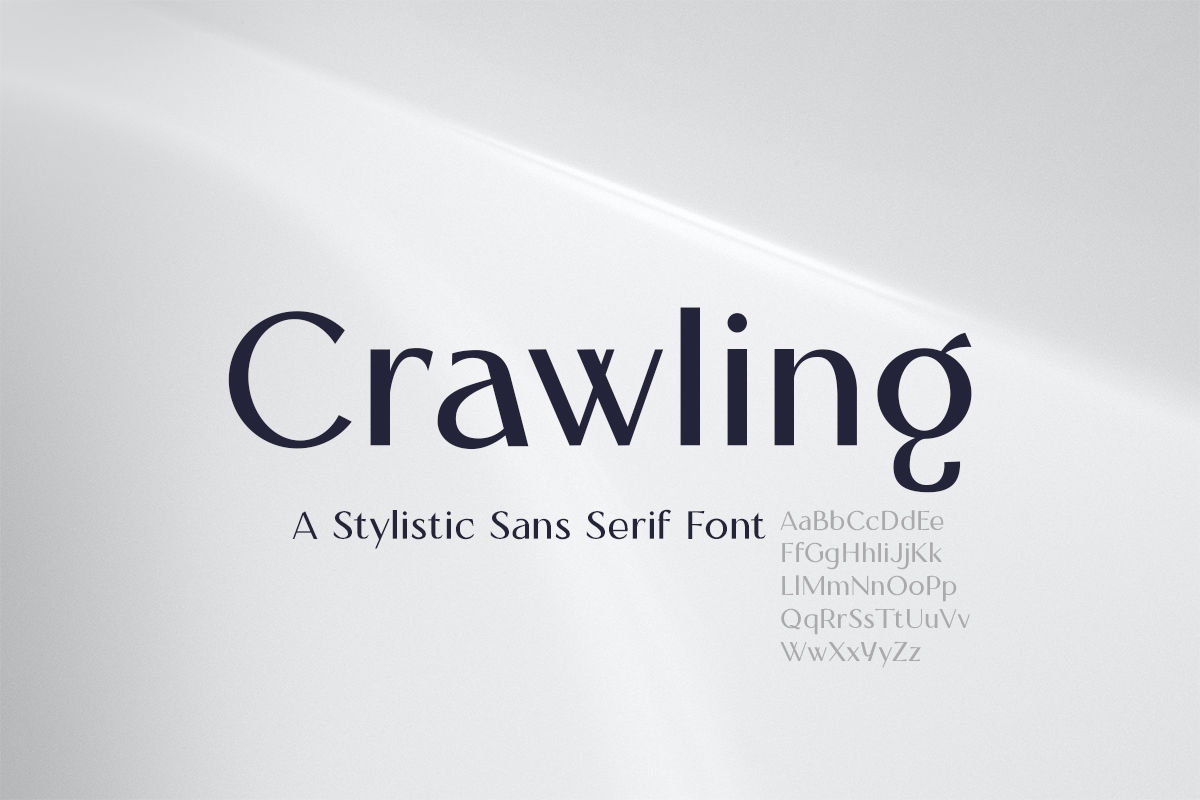 Crawling
A Stylistic Sans Serif Font
AaBbCcDdEe
FfGgHhIiJjKk
LlMmNnOoPp
QqRrSsTtUuVv
WwXxYyZz